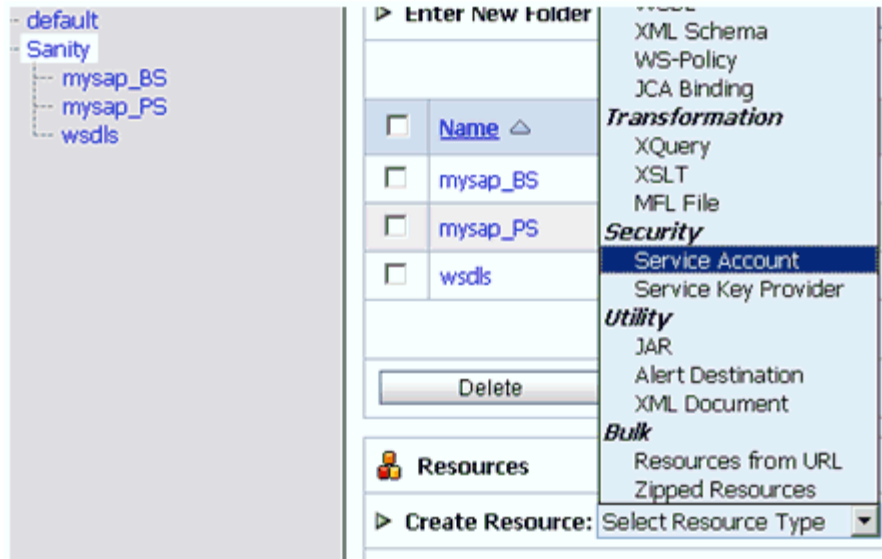 default
Sanity
mysap_BS
mysap_PS
wsdls
Enter New Folder
Name
mysap_BS
mysap_PS
wsdls
Delete
Resources
Create Resource: Select Resource Type
XML Schema
WS-Policy
JCA Binding
Transformation
XQuery
XSLT
MFL File
Security
Service Account
Service Key Provider
Utility
JAR
Alert Destination
XML Document
Bulk
Resources from URL
Zipped Resources